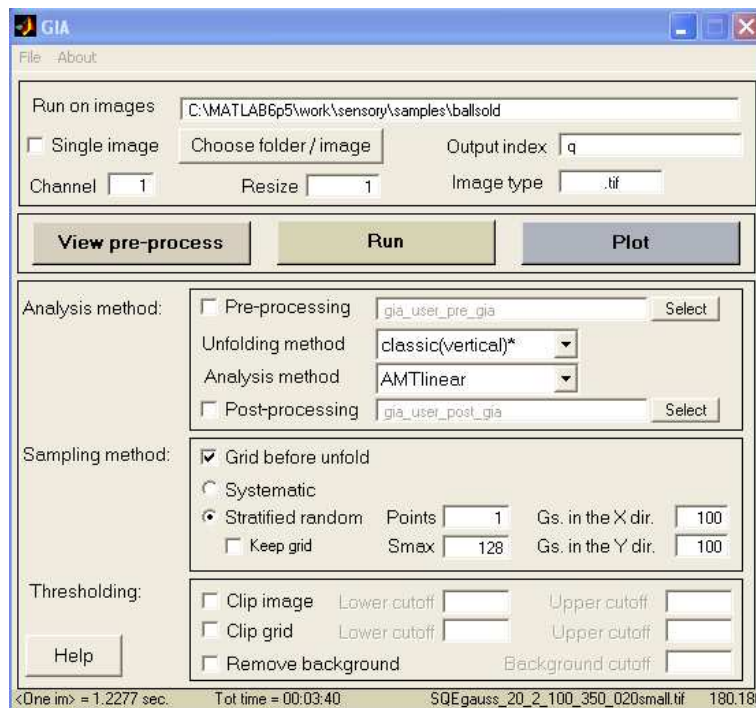 GIA
File About
Run on images C:\MATLAB6p5\work\sensory\samples\ballsold
Single image Choose folder / image Output index q
Channel 1 Resize 1 Image type .tif
View pre-process Run Plot
Analysis method: Pre-processing gia_user_pre_gia Select
Unfolding method classic(vertical)*
Analysis method AMTlinear
Post-processing gia_user_post_gia Select
Sampling method: Grid before unfold
Systematic
Stratified random Points 1 Gs. in the X dir. 100
Keep grid Smax 128 Gs. in the Y dir. 100
Thresholding: Clip image Lower cutoff Upper cutoff
Clip grid Lower cutoff Upper cutoff
Help Remove background Background cutoff
<One im> = 1.2277 sec. Tot time = 00:03:40 SQEgauss_20_2_100_350_020small.tif 180.18